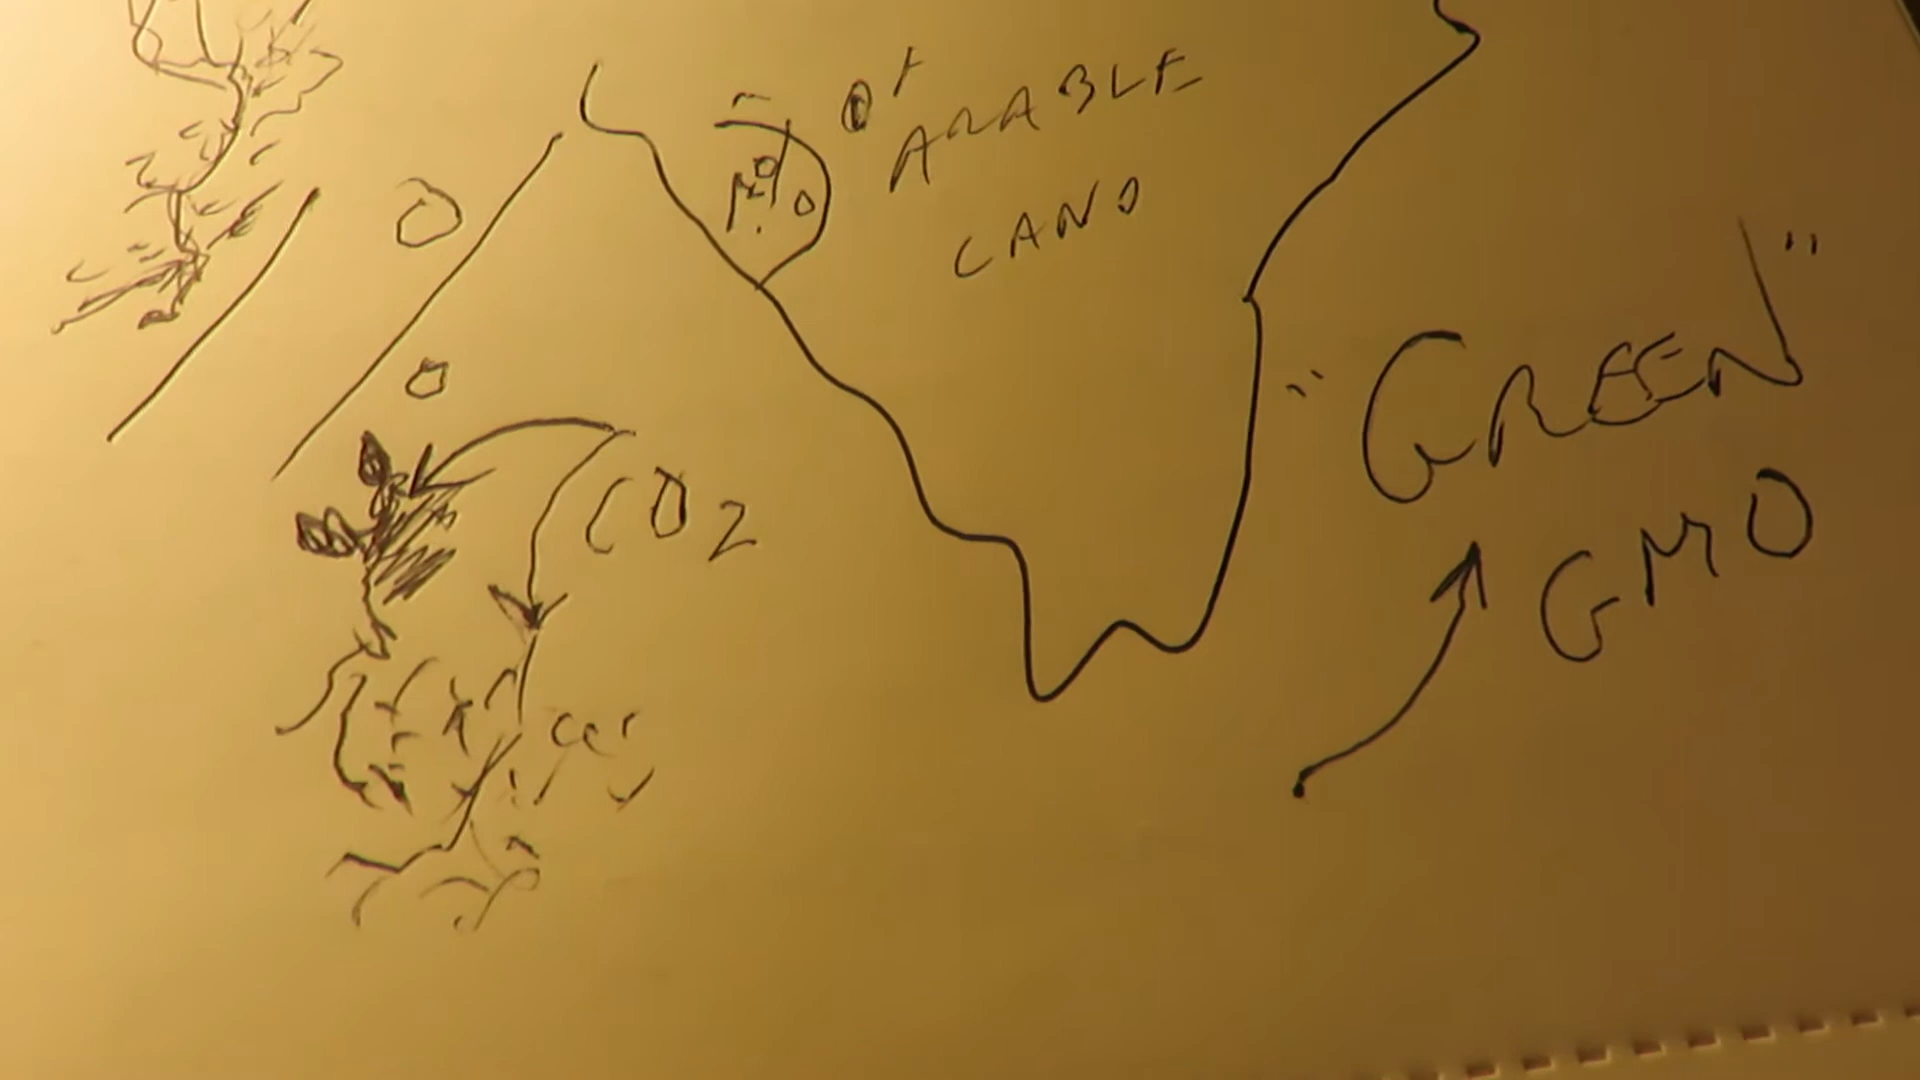 OF
ARABLE
LAND
"GREEN"
GMO
CO2